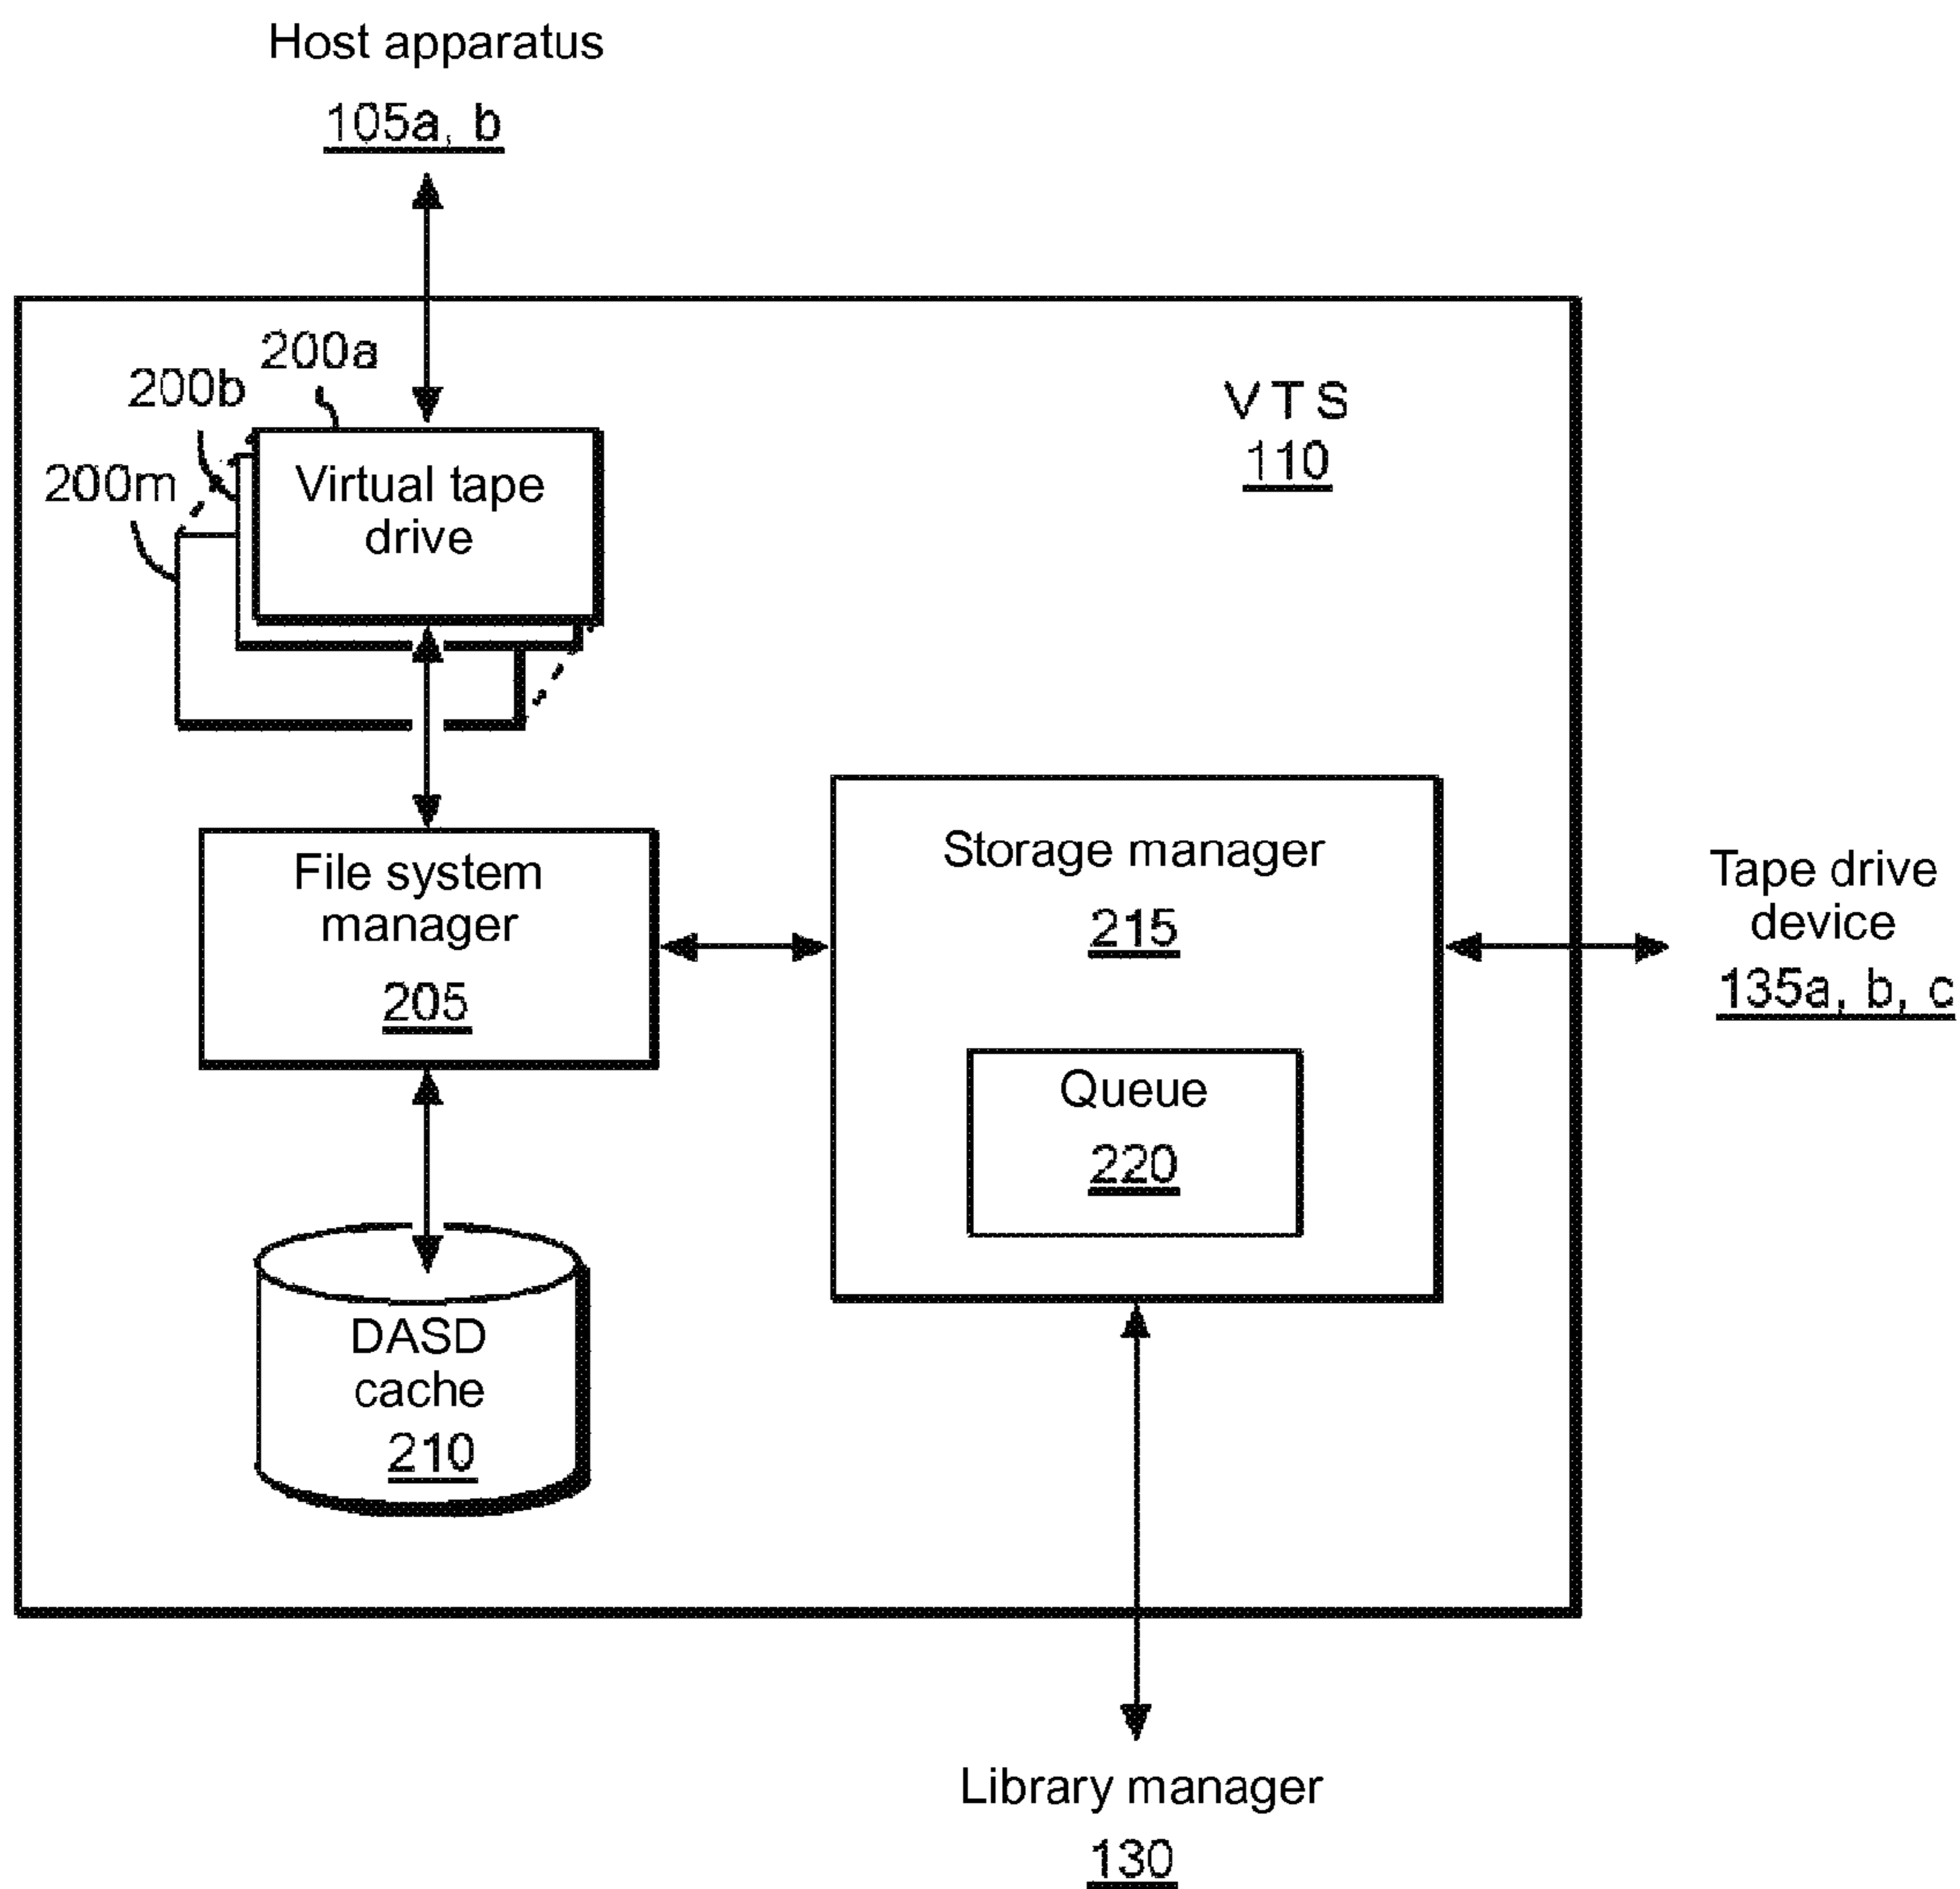 Host apparatus
105a, b
200a
200b
200m
Virtual tape
drive
VTS
110
File system
manager
205
Storage manager
215
Queue
220
Tape drive
device
135a, b, c
DASD
cache
210
Library manager
130